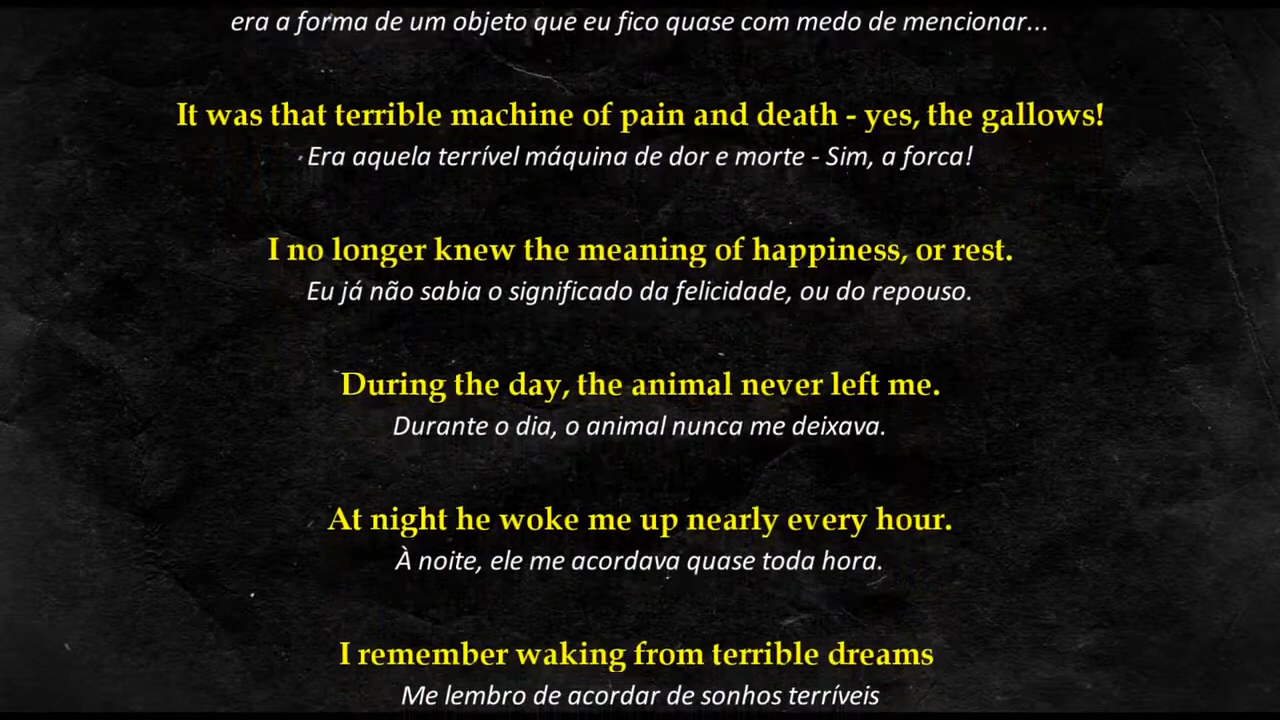 era a forma de um objeto que eu fico quase com medo de mencionar...
It was that terrible machine of pain and death - yes, the gallows!
Era aquela terrível máquina de dor e morte - Sim, a forca!
I no longer knew the meaning of happiness, or rest.
Eu já não sabia o significado da felicidade, ou do repouso.
During the day, the animal never left me.
Durante o dia, o animal nunca me deixava.
At night he woke me up nearly every hour.
À noite, ele me acordava quase toda hora.
I remember waking from terrible dreams
Me lembro de acordar de sonhos terríveis